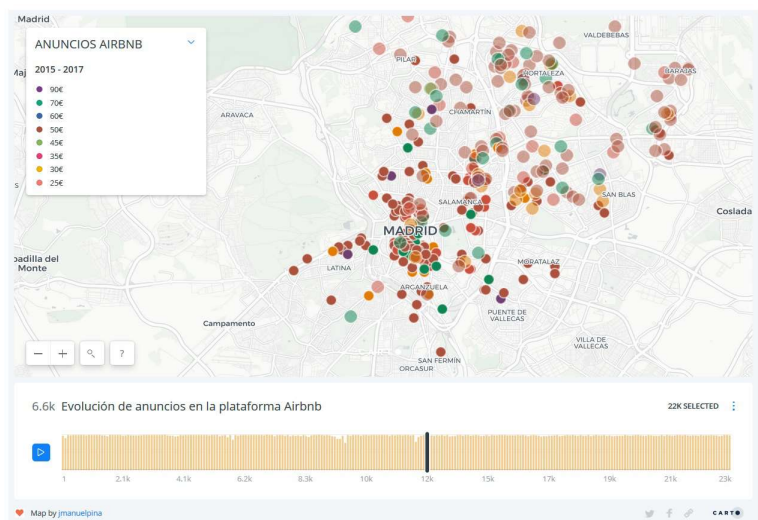 Madrid
ANUNCIOS AIRBNB
2015 - 2017
90€
70€
60€
50€
45€
35€
30€
25€
VALDEBEBAS
PILAR
HORTALEZA
BARAJAS
ARAVACA
CHAMARTÍN
SAN BLAS
SALAMANCA
Coslada
MADRID
LATINA
MORATALAZ
Monte
ARGANZUELA
PUENTE DE
VALLECAS
Campamento
VILLA DE
VALLECAS
SAN FERMÍN
ORCASUR
− + ?
6.6k Evolución de anuncios en la plataforma Airbnb
22K SELECTED
1 2.1k 4.1k 6.2k 8.3k 10k 12k 15k 17k 19k 21k 23k
Map by jmanuelpina
CARTO